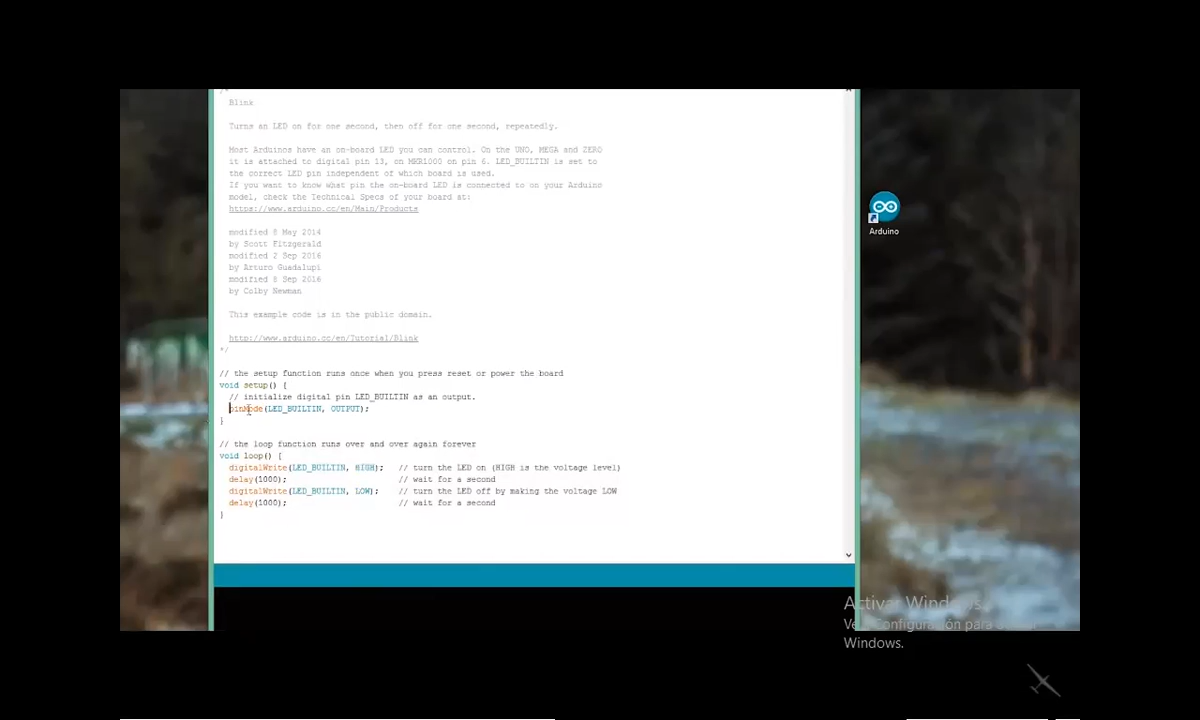 /*
Blink
Turns an LED on for one second, then off for one second, repeatedly.
Most Arduinos have an on-board LED you can control. On the UNO, MEGA and ZERO
it is attached to digital pin 13, on MKR1000 on pin 6. LED_BUILTIN is set to
the correct LED pin independent of which board is used.
If you want to know what pin the on-board LED is connected to on your Arduino
model, check the Technical Specs of your board at:
https://www.arduino.cc/en/Main/Products
modified 8 May 2014
by Scott Fitzgerald
modified 2 Sep 2016
by Arturo Guadalupi
modified 8 Sep 2016
by Colby Newman
This example code is in the public domain.
http://www.arduino.cc/en/Tutorial/Blink
*/
// the setup function runs once when you press reset or power the board
void setup() {
// initialize digital pin LED_BUILTIN as an output.
pinMode(LED_BUILTIN, OUTPUT);
}
// the loop function runs over and over again forever
void loop() {
digitalWrite(LED_BUILTIN, HIGH); // turn the LED on (HIGH is the voltage level)
delay(1000); // wait for a second
digitalWrite(LED_BUILTIN, LOW); // turn the LED off by making the voltage LOW
delay(1000); // wait for a second
}
Arduino
Activar Windows
Configuración para
Windows.